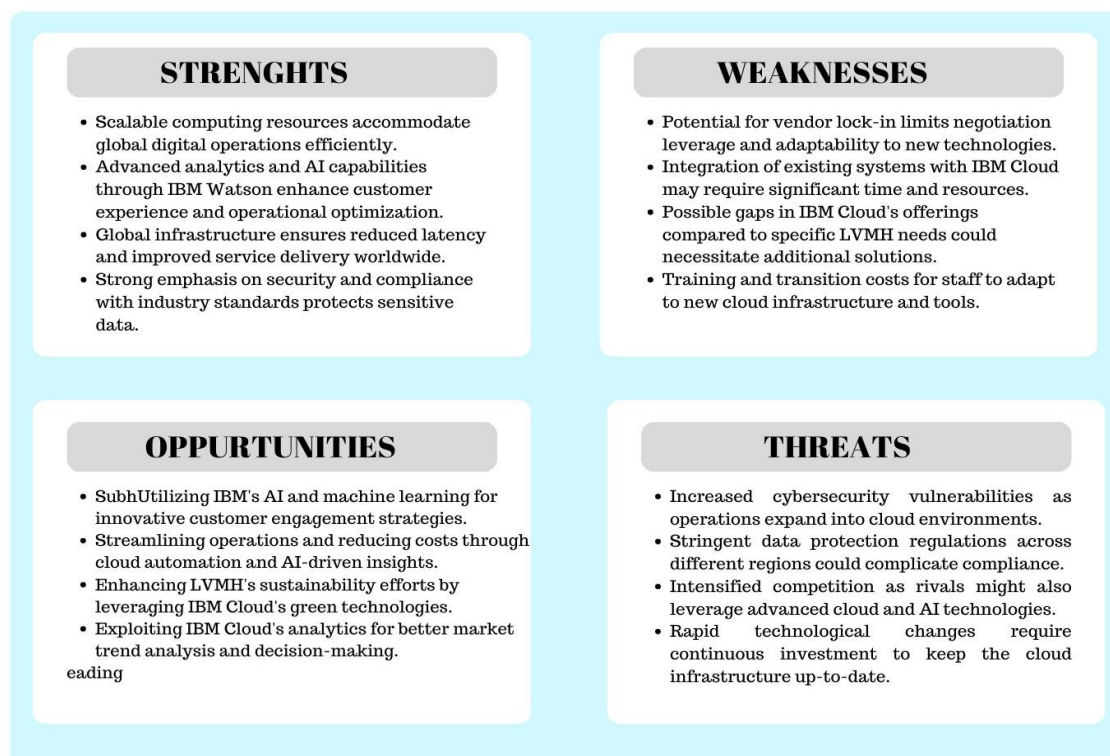 STRENGHTS
• Scalable computing resources accommodate
global digital operations efficiently.
• Advanced analytics and AI capabilities
through IBM Watson enhance customer
experience and operational optimization.
• Global infrastructure ensures reduced latency
and improved service delivery worldwide.
• Strong emphasis on security and compliance
with industry standards protects sensitive
data.
WEAKNESSES
• Potential for vendor lock-in limits negotiation
leverage and adaptability to new technologies.
• Integration of existing systems with IBM Cloud
may require significant time and resources.
• Possible gaps in IBM Cloud's offerings
compared to specific LVMH needs could
necessitate additional solutions.
• Training and transition costs for staff to adapt
to new cloud infrastructure and tools.
OPPURTUNITIES
• SubhUtilizing IBM's AI and machine learning for
innovative customer engagement strategies.
• Streamlining operations and reducing costs through
cloud automation and AI-driven insights.
• Enhancing LVMH's sustainability efforts by
leveraging IBM Cloud's green technologies.
• Exploiting IBM Cloud's analytics for better market
trend analysis and decision-making.
eading
THREATS
• Increased cybersecurity vulnerabilities as
operations expand into cloud environments.
• Stringent data protection regulations across
different regions could complicate compliance.
• Intensified competition as rivals might also
leverage advanced cloud and AI technologies.
• Rapid technological changes require
continuous investment to keep the cloud
infrastructure up-to-date.